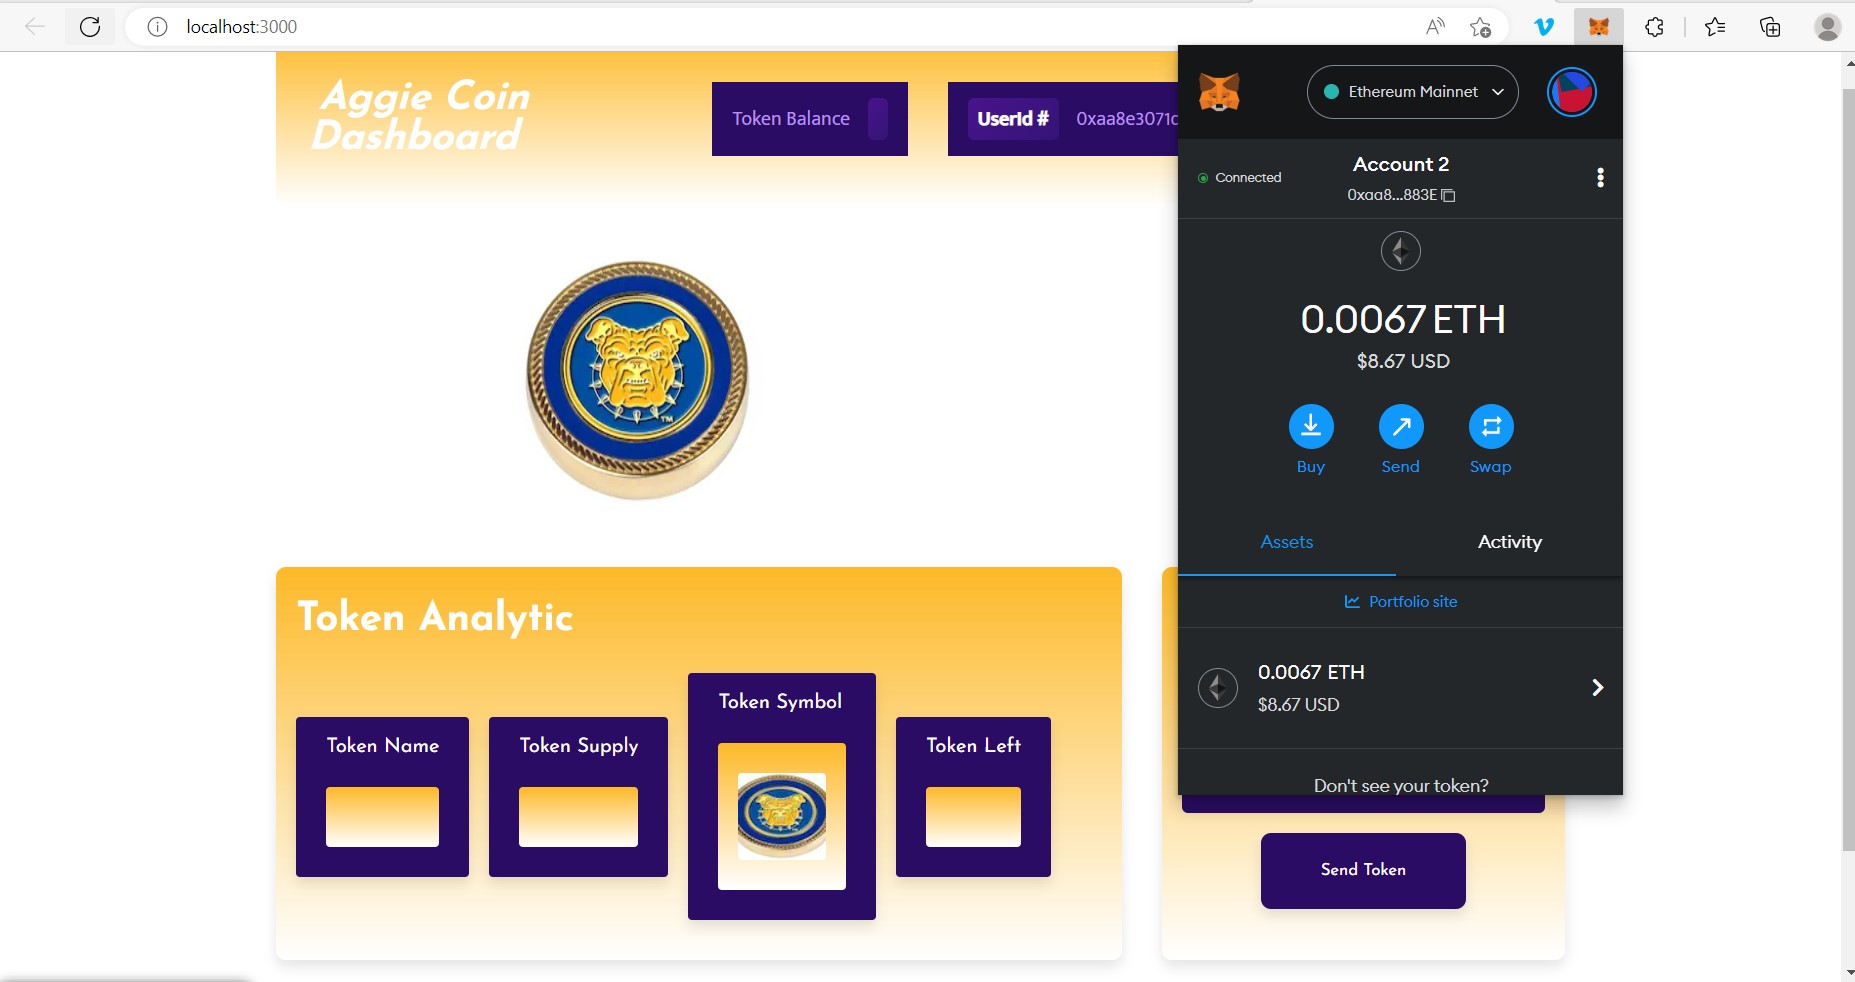 localhost:3000
Aggie Coin
Dashboard
Token Balance
UserId #
0xaa8e3071c
Ethereum Mainnet
Connected
Account 2
0xaa8...883E
0.0067 ETH
$8.67 USD
Buy
Send
Swap
Assets
Activity
Portfolio site
0.0067 ETH
$8.67 USD
Don't see your token?
Token Analytic
Token Name
Token Supply
Token Symbol
TM
Token Left
Send Token